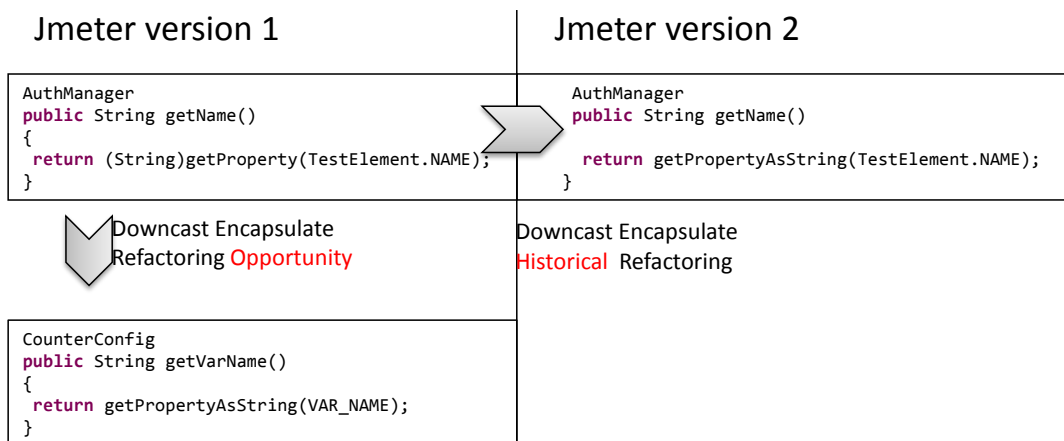 Jmeter version 1
AuthManager
public String getName()
{
return (String)getProperty(TestElement.NAME);
}
Downcast Encapsulate
Refactoring Opportunity
CounterConfig
public String getVarName()
{
return getPropertyAsString(VAR_NAME);
}
Jmeter version 2
AuthManager
public String getName()
return getPropertyAsString(TestElement.NAME);
}
Downcast Encapsulate
Historical Refactoring